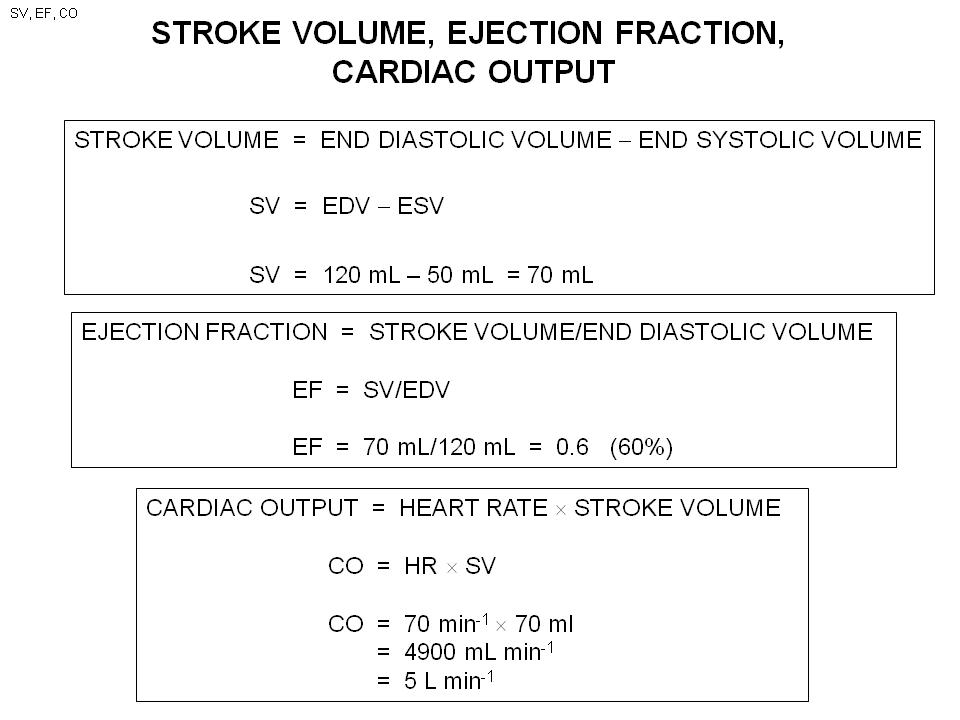 SV, EF, CO
STROKE VOLUME, EJECTION FRACTION,
CARDIAC OUTPUT
STROKE VOLUME = END DIASTOLIC VOLUME – END SYSTOLIC VOLUME
SV = EDV – ESV
SV = 120 mL – 50 mL = 70 mL
EJECTION FRACTION = STROKE VOLUME/END DIASTOLIC VOLUME
EF = SV/EDV
EF = 70 mL/120 mL = 0.6 (60%)
CARDIAC OUTPUT = HEART RATE × STROKE VOLUME
CO = HR × SV
CO = 70 min⁻¹ × 70 ml
= 4900 mL min⁻¹
= 5 L min⁻¹